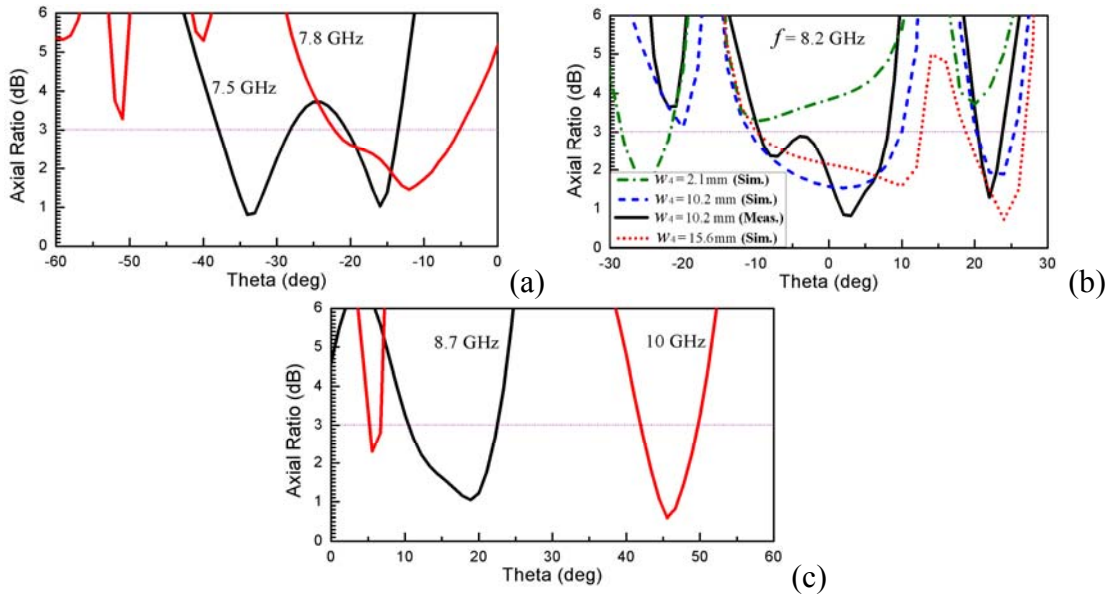 6
5
4
3
2
1
0
Axial Ratio (dB)
7.8 GHz
7.5 GHz
-60 -50 -40 -30 -20 -10 0
Theta (deg)
(a)
6
5
4
3
2
1
0
Axial Ratio (dB)
f = 8.2 GHz
w4=2.1mm (Sim.)
w4=10.2 mm (Sim.)
w4=10.2 mm (Meas.)
w4=15.6mm (Sim.)
-30 -20 -10 0 10 20 30
Theta (deg)
(b)
6
5
4
3
2
1
0
Axial Ratio (dB)
8.7 GHz
10 GHz
0 10 20 30 40 50 60
Theta (deg)
(c)